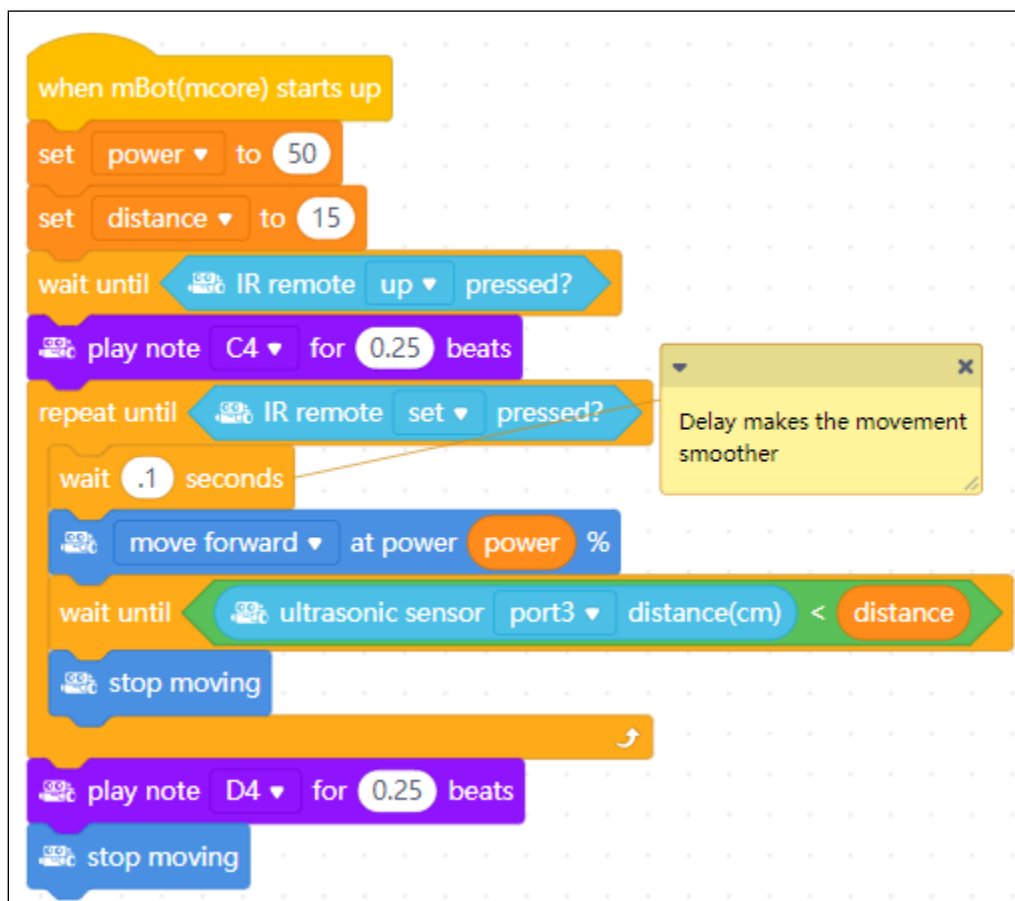 when mBot(mcore) starts up
set power to 50
set distance to 15
wait until IR remote up pressed?
play note C4 for 0.25 beats
repeat until IR remote set pressed?
Delay makes the movement
smoother
wait .1 seconds
move forward at power power %
wait until ultrasonic sensor port3 distance(cm) < distance
stop moving
play note D4 for 0.25 beats
stop moving